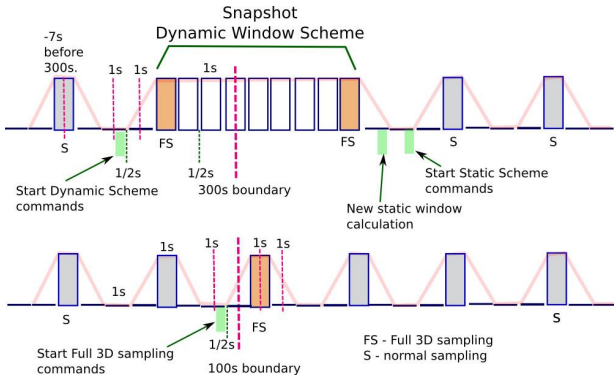 Snapshot
Dynamic Window Scheme
-7s
before
300s.
1s
1s
1s
S
FS
FS
S
S
1/2s
1/2s
300s boundary
Start Dynamic Scheme
commands
Start Static Scheme
commands
New static window
calculation
1s
1s
1s
1s
1s
S
1/2s
FS
S
Start Full 3D sampling
commands
100s boundary
FS - Full 3D sampling
S - normal sampling